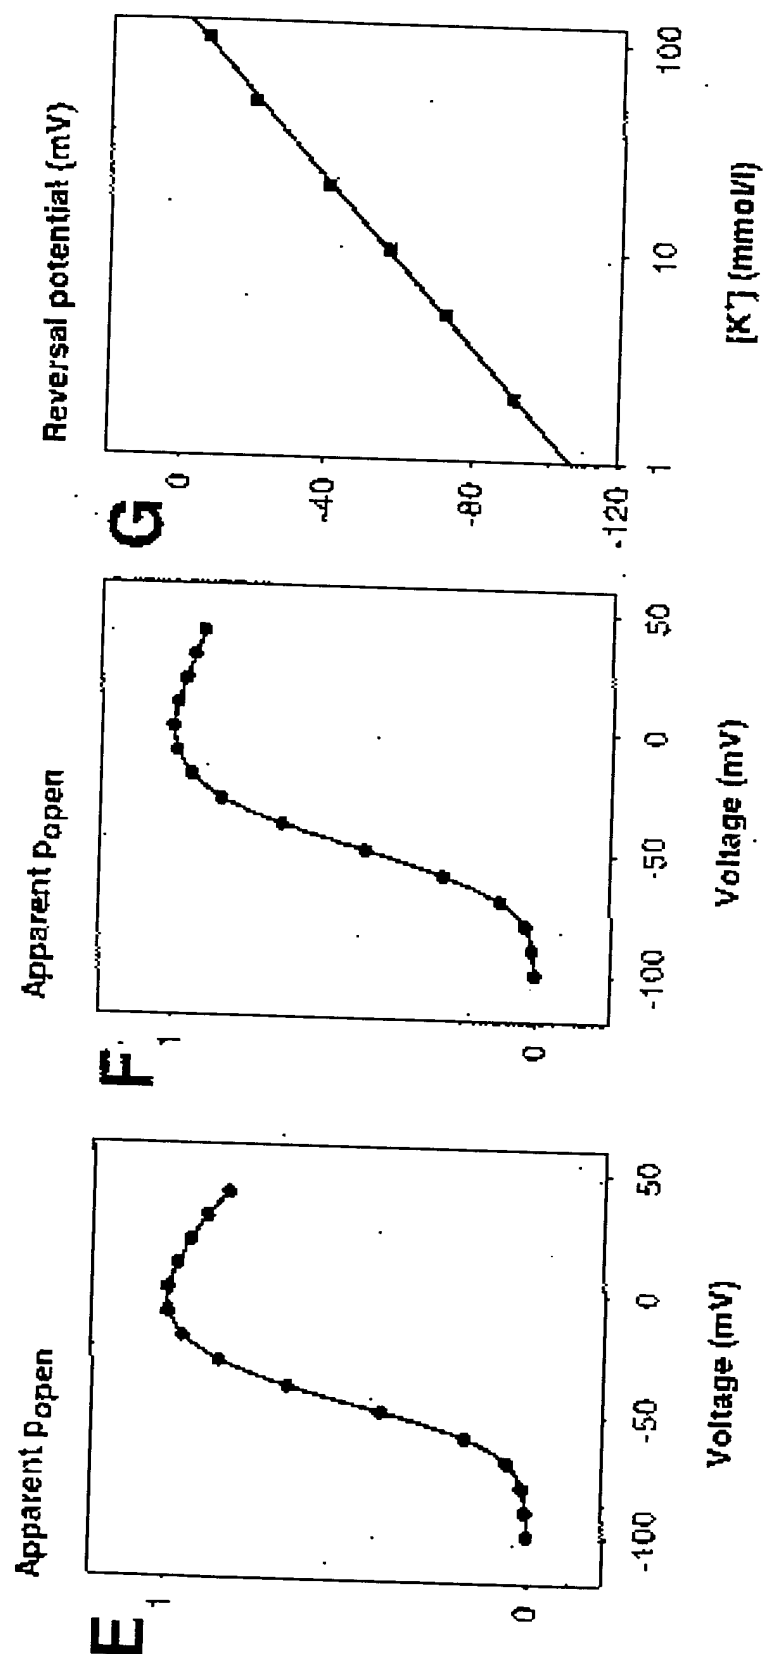 E
Apparent Popen
1
0
-100
-50
0
50
Voltage (mV)
F
Apparent Popen
1
0
-100
-50
0
50
Voltage (mV)
G
Reversal potential (mV)
0
-40
-80
-120
1
10
100
[K+] (mmol/l)